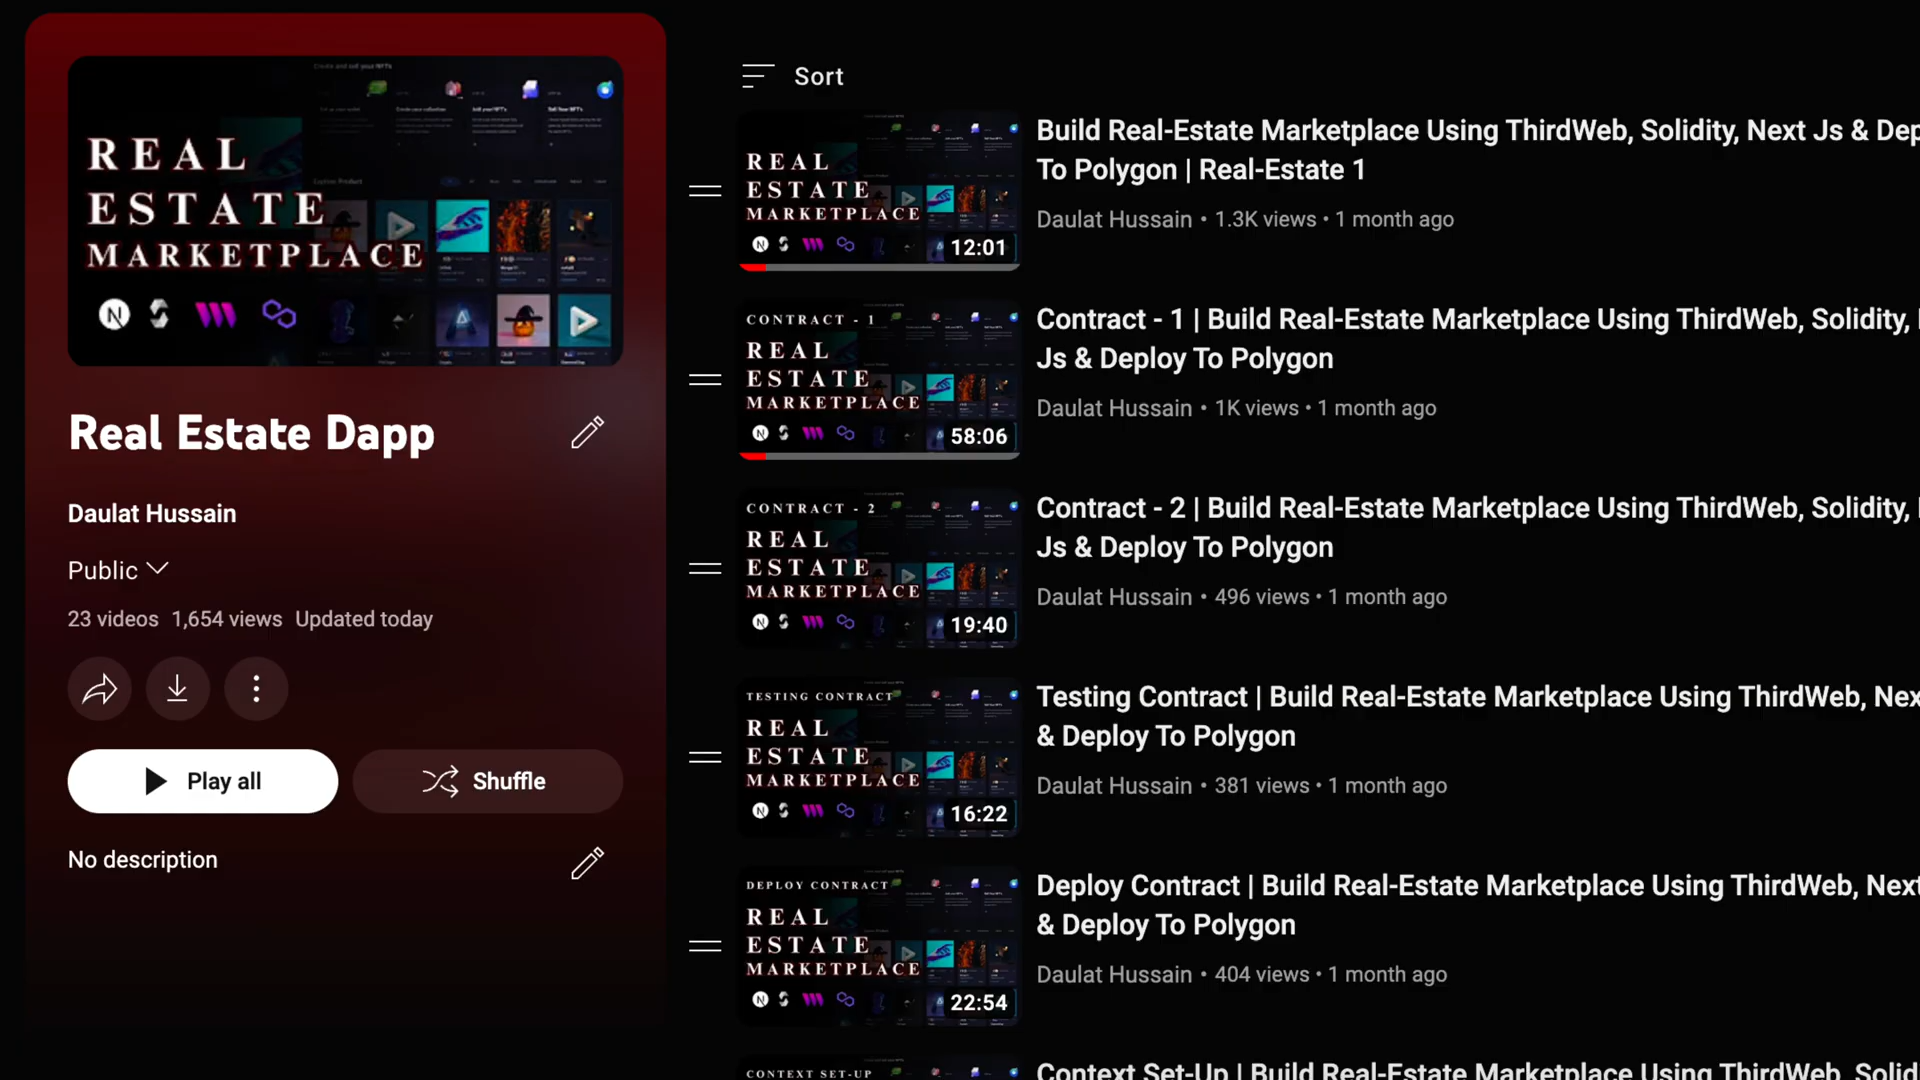 REAL
ESTATE
MARKETPLACE
Real Estate Dapp
Daulat Hussain
Public
23 videos 1,654 views Updated today
Play all
Shuffle
No description
Sort
REAL
ESTATE
MARKETPLACE
12:01
Build Real-Estate Marketplace Using ThirdWeb, Solidity, Next Js & Dep
To Polygon | Real-Estate 1
Daulat Hussain • 1.3K views • 1 month ago
CONTRACT - 1
REAL
ESTATE
MARKETPLACE
58:06
Contract - 1 | Build Real-Estate Marketplace Using ThirdWeb, Solidity,
Js & Deploy To Polygon
Daulat Hussain • 1K views • 1 month ago
CONTRACT - 2
REAL
ESTATE
MARKETPLACE
19:40
Contract - 2 | Build Real-Estate Marketplace Using ThirdWeb, Solidity,
Js & Deploy To Polygon
Daulat Hussain • 496 views • 1 month ago
TESTING CONTRACT
REAL
ESTATE
MARKETPLACE
16:22
Testing Contract | Build Real-Estate Marketplace Using ThirdWeb, Nex
& Deploy To Polygon
Daulat Hussain • 381 views • 1 month ago
DEPLOY CONTRACT
REAL
ESTATE
MARKETPLACE
22:54
Deploy Contract | Build Real-Estate Marketplace Using ThirdWeb, Next
& Deploy To Polygon
Daulat Hussain • 404 views • 1 month ago
CONTEXT SET-UP
Context Set-Up | Build Real-Estate Marketplace Using ThirdWeb, Solid